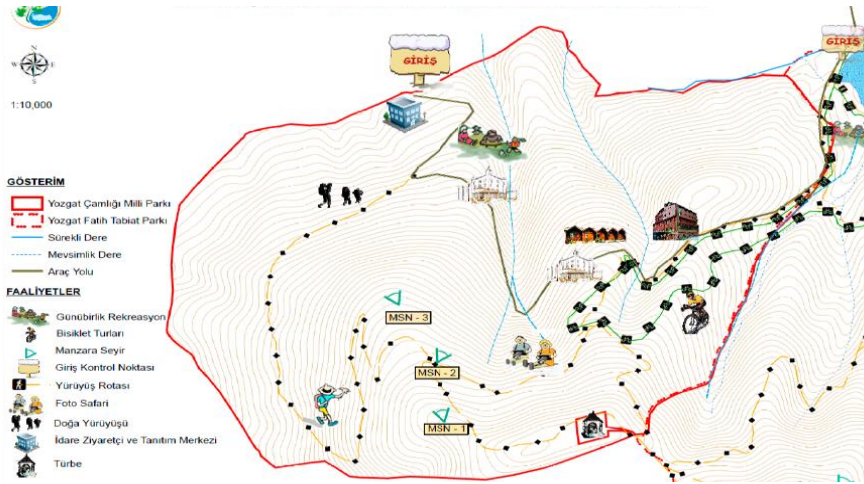 GİRİŞ
GİRİŞ
N
W E
S
1:10,000
GÖSTERİM
Yozgat Çamlığı Milli Parkı
Yozgat Fatih Tabiat Parkı
Sürekli Dere
Mevsimlik Dere
Araç Yolu
FAALİYETLER
Günübirlik Rekreasyon
Bisiklet Turları
Manzara Seyir
Giriş Kontrol Noktası
Yürüyüş Rotası
Foto Safari
Doğa Yürüyüşü
İdare Ziyaretçi ve Tanıtım Merkezi
Türbe
MSN - 3
MSN - 2
MSN - 1